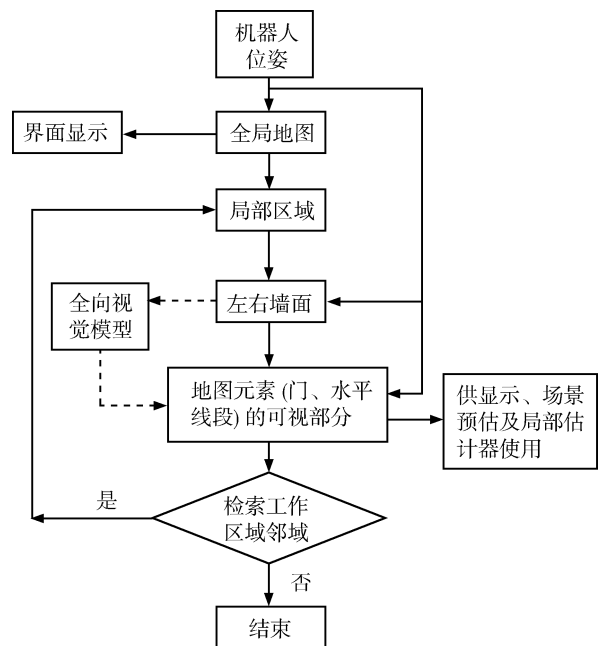 机器人
位姿
界面显示
全局地图
局部区域
全向视
觉模型
左右墙面
地图元素 (门、水平
线段) 的可视部分
供显示、场景
预估及局部估
计器使用
是
检索工作
区域邻域
否
结束